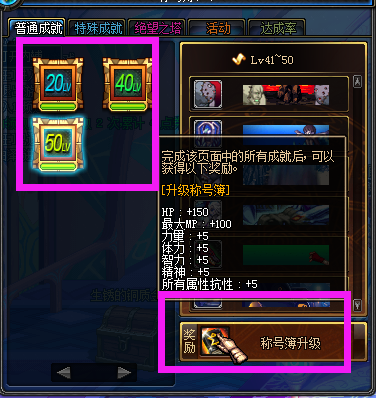 普通成就 特殊成就 绝望之塔 活动 达成率
20LV 40LV
50LV
Lv41~50
完成该页面中的所有成就后，可以
获得以下奖励。
[升级称号簿]
HP : +150
最大MP : +100
力量 : +5
体力 : +5
智力 : +5
精神 : +5
所有属性抗性 : +5
奖励 称号簿升级